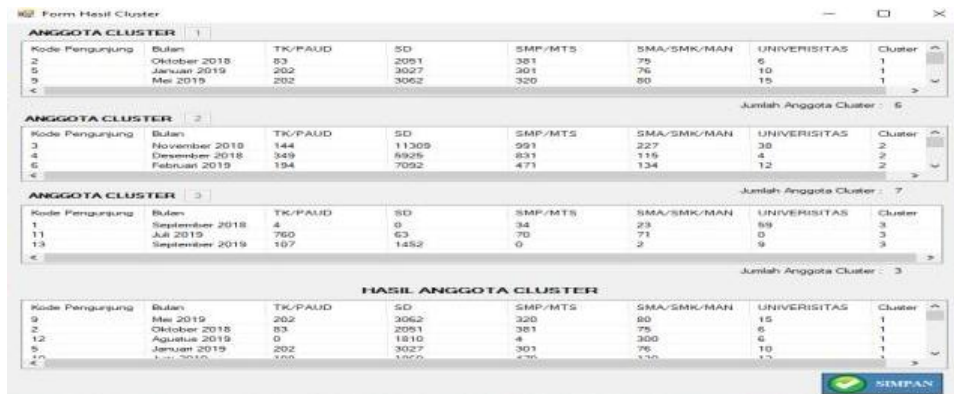 Form Hasil Cluster
ANGGOTA CLUSTER 1
Kode Pengunjung Bulan TK/PAUD SD SMP/MTS SMA/SMK/MAN UNIVERISITAS Cluster
2 Oktober 2018 83 2051 381 75 6 1
5 Januari 2019 202 3027 301 76 10 1
9 Mei 2019 202 3062 320 80 15 1
Jumlah Anggota Cluster : 6
ANGGOTA CLUSTER 2
Kode Pengunjung Bulan TK/PAUD SD SMP/MTS SMA/SMK/MAN UNIVERISITAS Cluster
3 November 2018 144 11309 991 227 38 2
4 Desember 2018 349 5925 831 115 4 2
6 Februari 2019 194 7092 471 134 12 2
Jumlah Anggota Cluster : 7
ANGGOTA CLUSTER 3
Kode Pengunjung Bulan TK/PAUD SD SMP/MTS SMA/SMK/MAN UNIVERISITAS Cluster
1 September 2018 4 0 34 23 59 3
11 Juli 2019 760 63 70 71 0 3
13 September 2019 107 1452 0 2 9 3
Jumlah Anggota Cluster : 3
HASIL ANGGOTA CLUSTER
Kode Pengunjung Bulan TK/PAUD SD SMP/MTS SMA/SMK/MAN UNIVERISITAS Cluster
9 Mei 2019 202 3062 320 80 15 1
2 Oktober 2018 83 2051 381 75 6 1
12 Agustus 2019 0 1810 4 300 6 1
5 Januari 2019 202 3027 301 76 10 1
SIMPAN